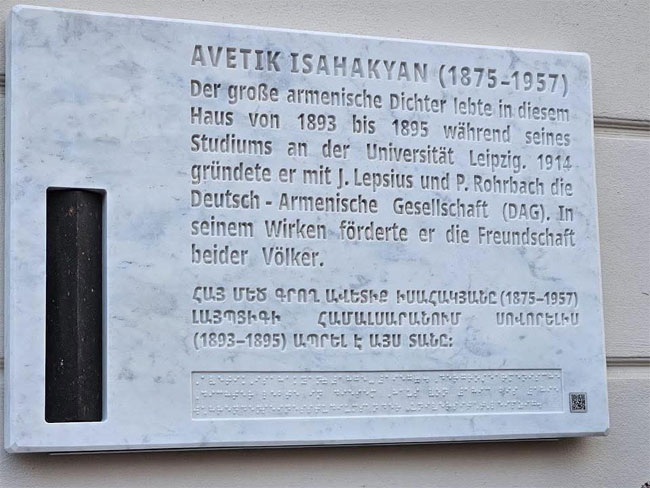 AVETIK ISAHAKYAN (1875–1957)
Der große armenische Dichter lebte in diesem
Haus von 1893 bis 1895 während seines
Studiums an der Universität Leipzig. 1914
gründete er mit J. Lepsius und P. Rohrbach die
Deutsch - Armenische Gesellschaft (DAG). In
seinem Wirken förderte er die Freundschaft
beider Völker.
ՀԱՅ ՄԵԾ ԳՐՈՂ ԱՎԵՏԻՔ ԻՍԱՀԱԿՅԱՆԸ (1875–1957)
ԼԱՅՊՑԻԳԻ ՀԱՄԱԼՍԱՐԱՆՈՒՄ ՍՈՎՈՐԵԼԻՍ
(1893–1895) ԱՊՐԵԼ Է ԱՅՍ ՏԱՆԸ: